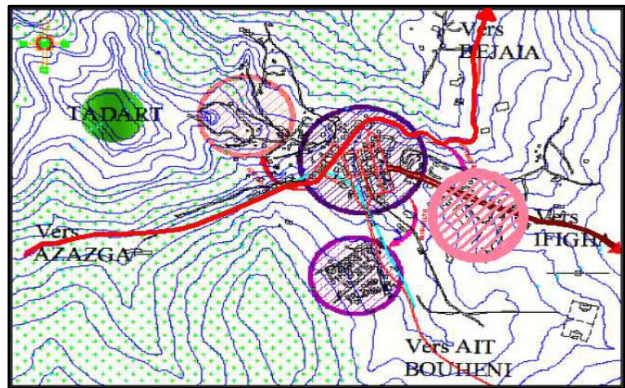 Vers
BEJAIA
TADART
Vers
AZAZGA
Vers
IFIGHA
Vers AIT
BOUHENI